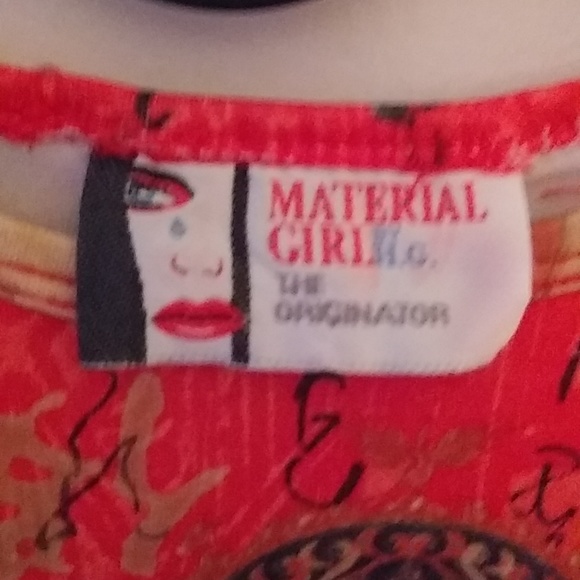 MATERIAL
GIRL H.G.
THE
ORIGINATOR